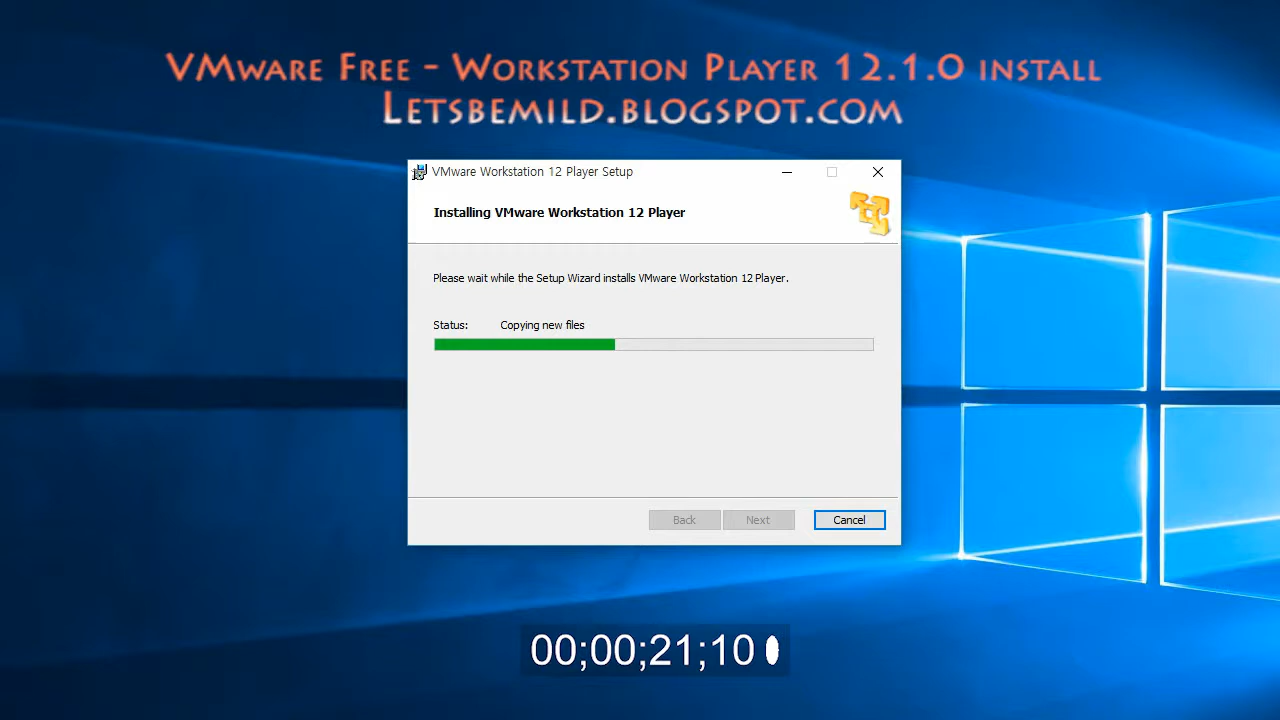 VMware Free - Workstation Player 12.1.0 install
Letsbemild.blogspot.com
VMware Workstation 12 Player Setup
Installing VMware Workstation 12 Player
Please wait while the Setup Wizard installs VMware Workstation 12 Player.
Status: Copying new files
Back Next Cancel
00;00;21;10